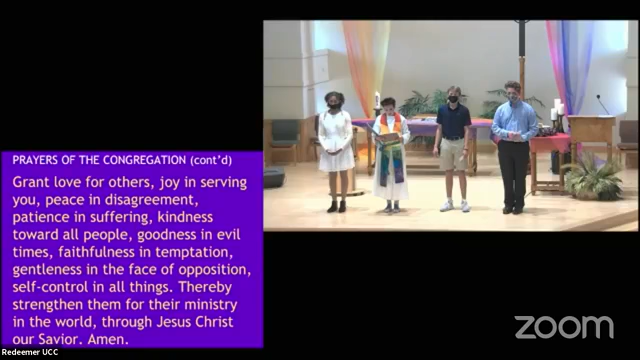 PRAYERS OF THE CONGREGATION (cont'd)
Grant love for others, joy in serving
you, peace in disagreement,
patience in suffering, kindness
toward all people, goodness in evil
times, faithfulness in temptation,
gentleness in the face of opposition,
self-control in all things. Thereby
strengthen them for their ministry
in the world, through Jesus Christ
our Savior. Amen.
Redeemer UCC
zoom